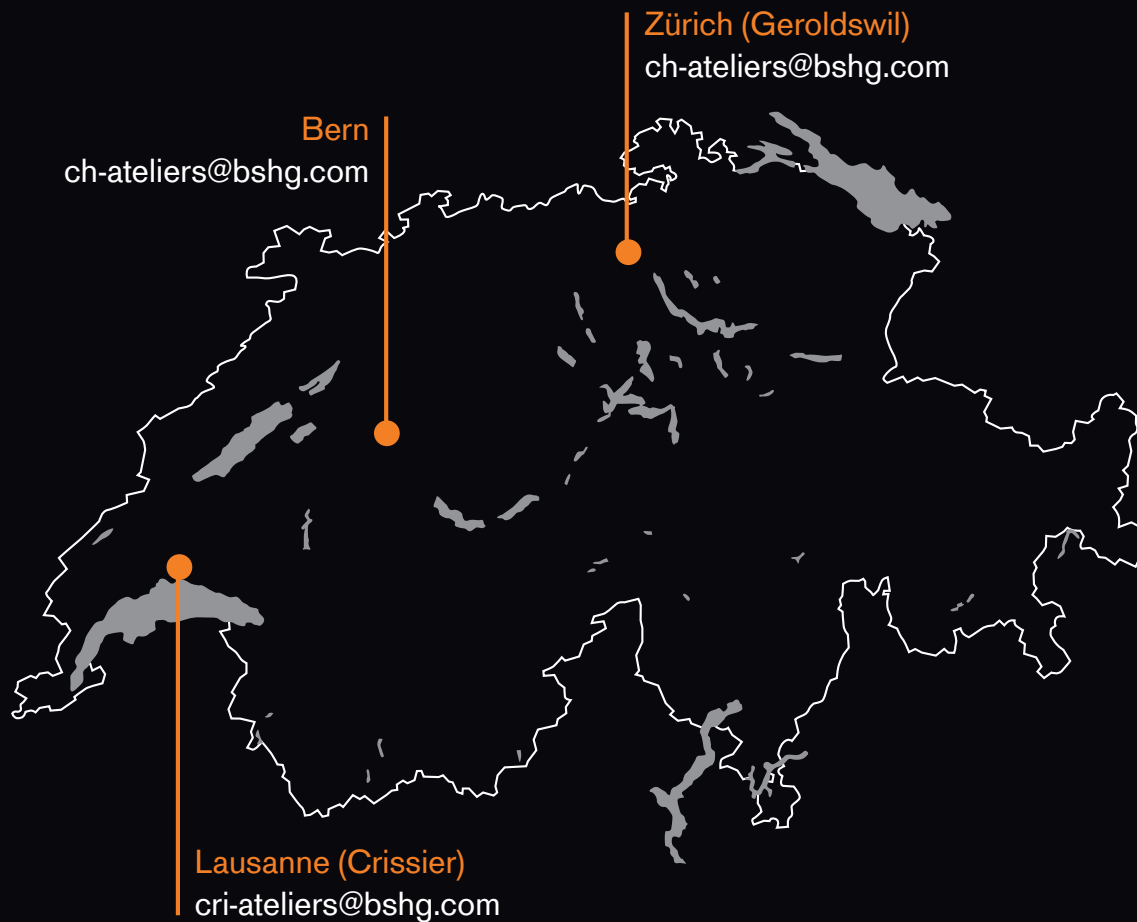 Zürich (Geroldswil)
ch-ateliers@bshg.com
Bern
ch-ateliers@bshg.com
Lausanne (Crissier)
cri-ateliers@bshg.com